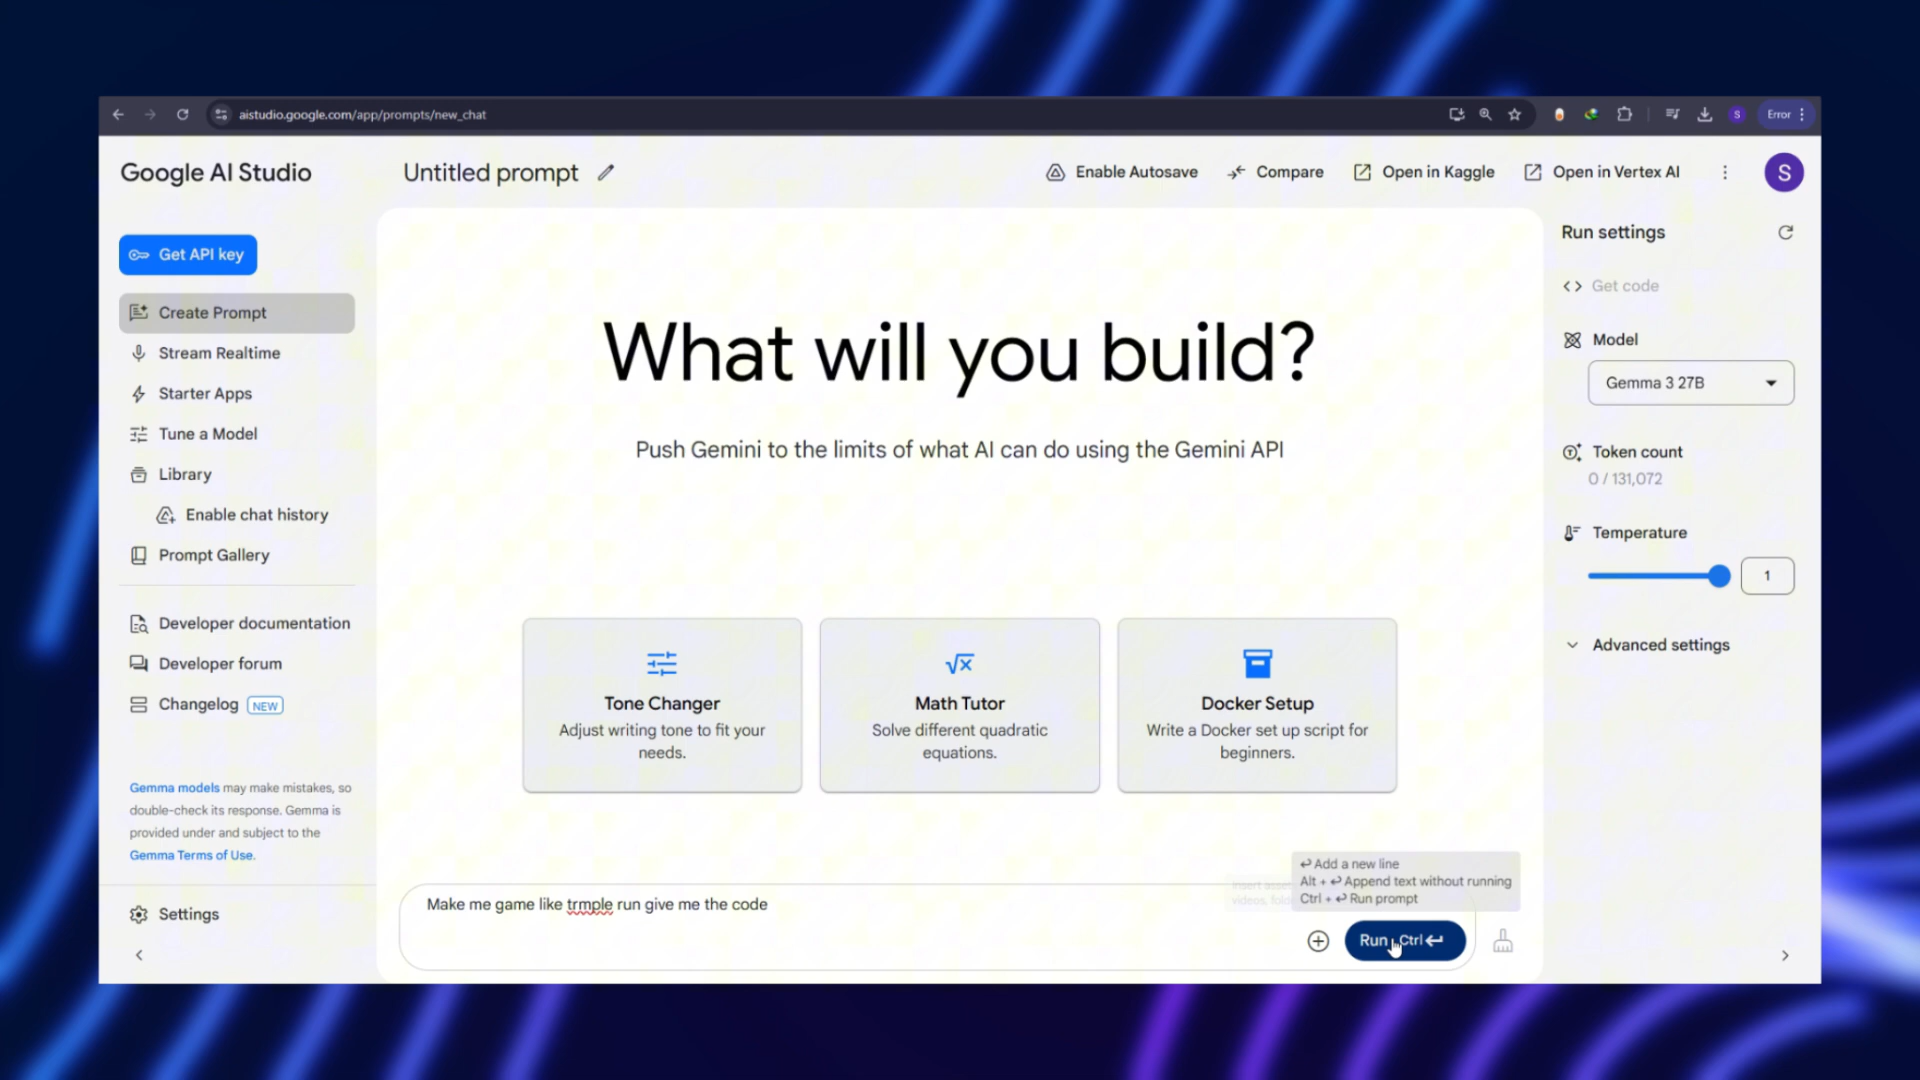 aistudio.google.com/app/prompts/new_chat
S
Error
Google AI Studio
Untitled prompt
Enable Autosave
Compare
Open in Kaggle
Open in Vertex AI
S
Get API key
Create Prompt
Stream Realtime
Starter Apps
Tune a Model
Library
Enable chat history
Prompt Gallery
Developer documentation
Developer forum
Changelog NEW
Gemma models may make mistakes, so
double-check its response. Gemma is
provided under and subject to the
Gemma Terms of Use.
Settings
What will you build?
Push Gemini to the limits of what AI can do using the Gemini API
Tone Changer
Adjust writing tone to fit your
needs.
Math Tutor
Solve different quadratic
equations.
Docker Setup
Write a Docker set up script for
beginners.
Make me game like trmple run give me the code
↵ Add a new line
Alt + ↵ Append text without running
Ctrl + ↵ Run prompt
Run Ctrl ↵
Run settings
Get code
Model
Gemma 3 27B
Token count
0 / 131,072
Temperature
1
Advanced settings